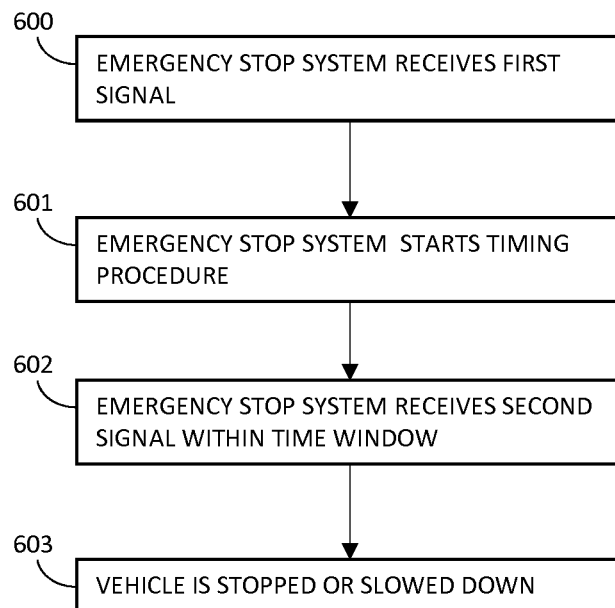 600
EMERGENCY STOP SYSTEM RECEIVES FIRST
SIGNAL
601
EMERGENCY STOP SYSTEM STARTS TIMING
PROCEDURE
602
EMERGENCY STOP SYSTEM RECEIVES SECOND
SIGNAL WITHIN TIME WINDOW
603
VEHICLE IS STOPPED OR SLOWED DOWN